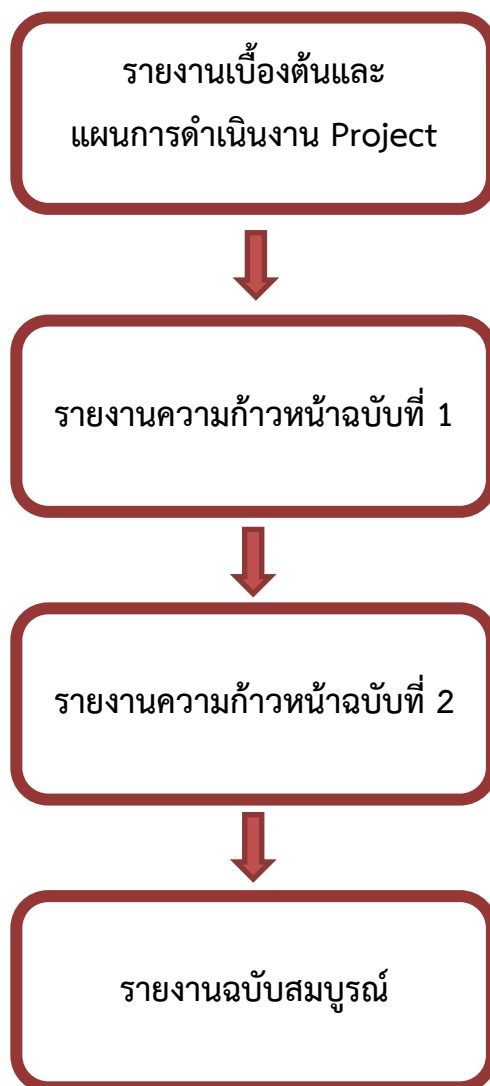 รายงานเบื้องต้นและ
แผนการดำเนินงาน Project
รายงานความก้าวหน้าฉบับที่ 1
รายงานความก้าวหน้าฉบับที่ 2
รายงานฉบับสมบูรณ์